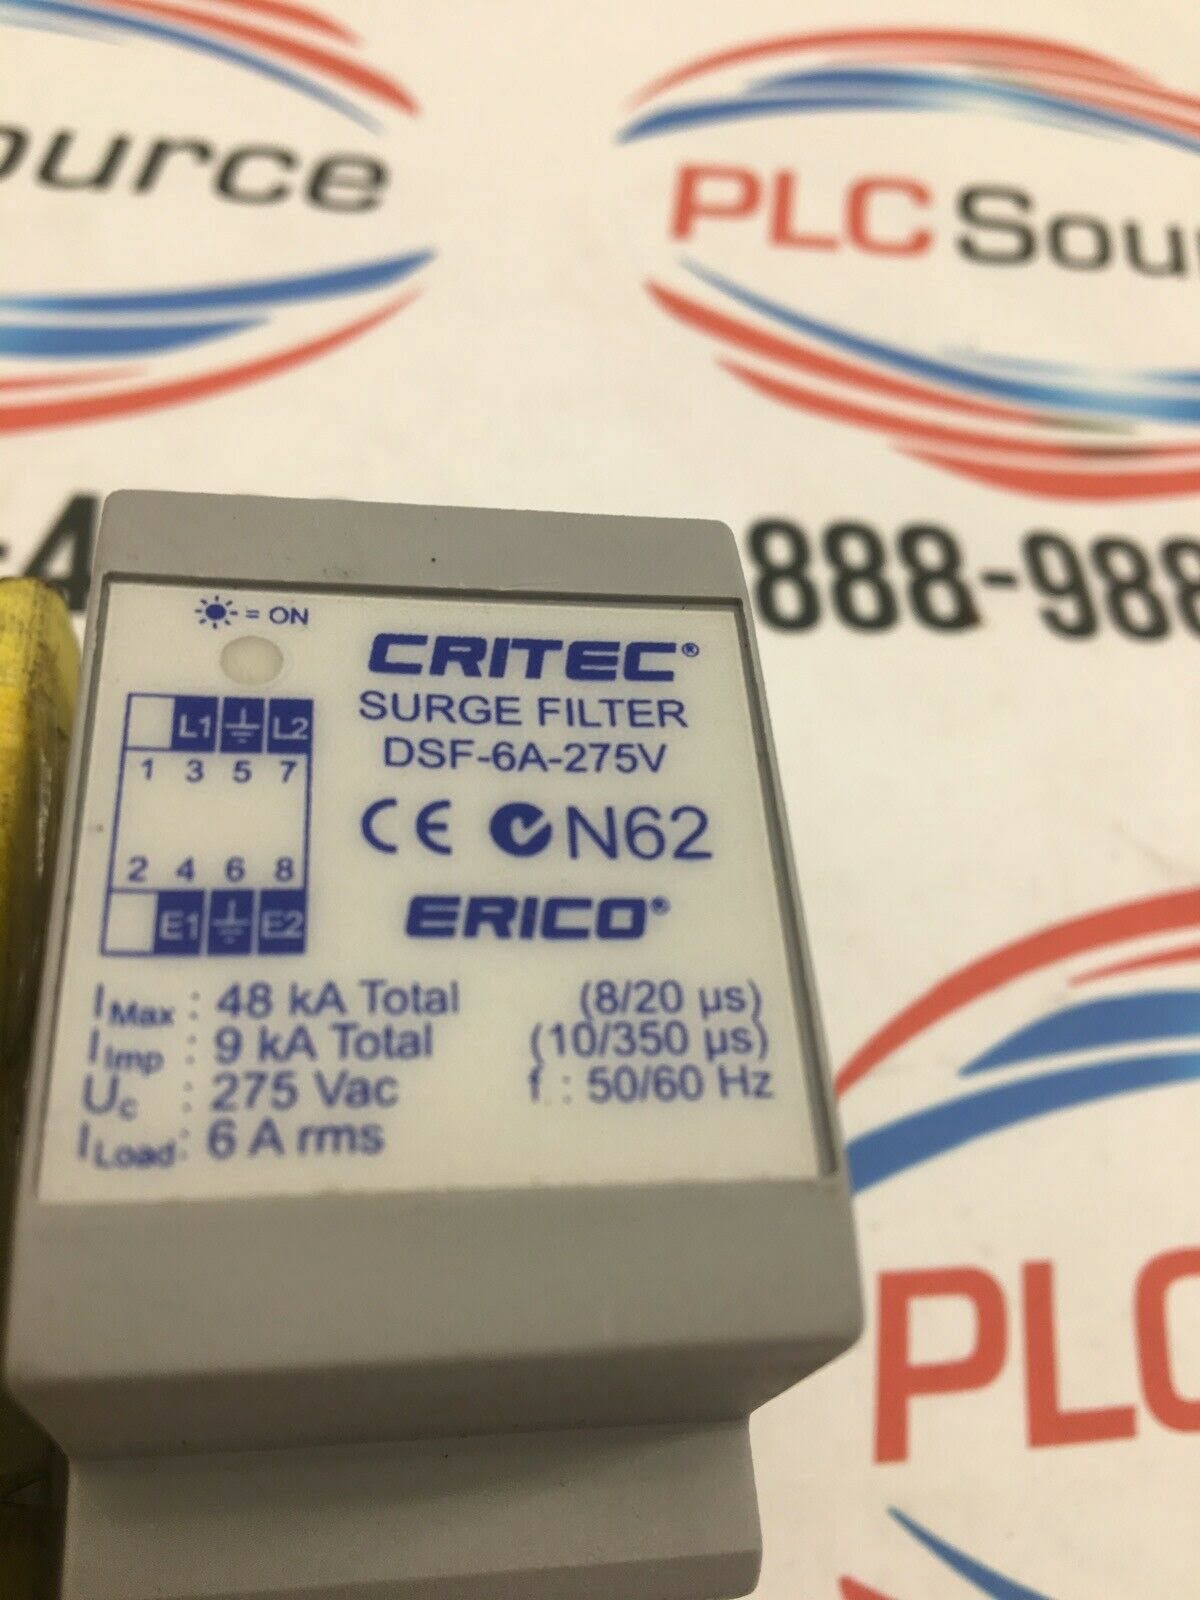 ource
PLC Sour
-A
888-988
= ON
CRITEC®
SURGE FILTER
DSF-6A-275V
L1 L2
1 3 5 7
CE N62
2 4 6 8
E1 E2
ERICO®
IMax : 48 kA Total (8/20 µs)
IImp : 9 kA Total (10/350 µs)
Uc : 275 Vac f : 50/60 Hz
ILoad: 6 A rms
PLC